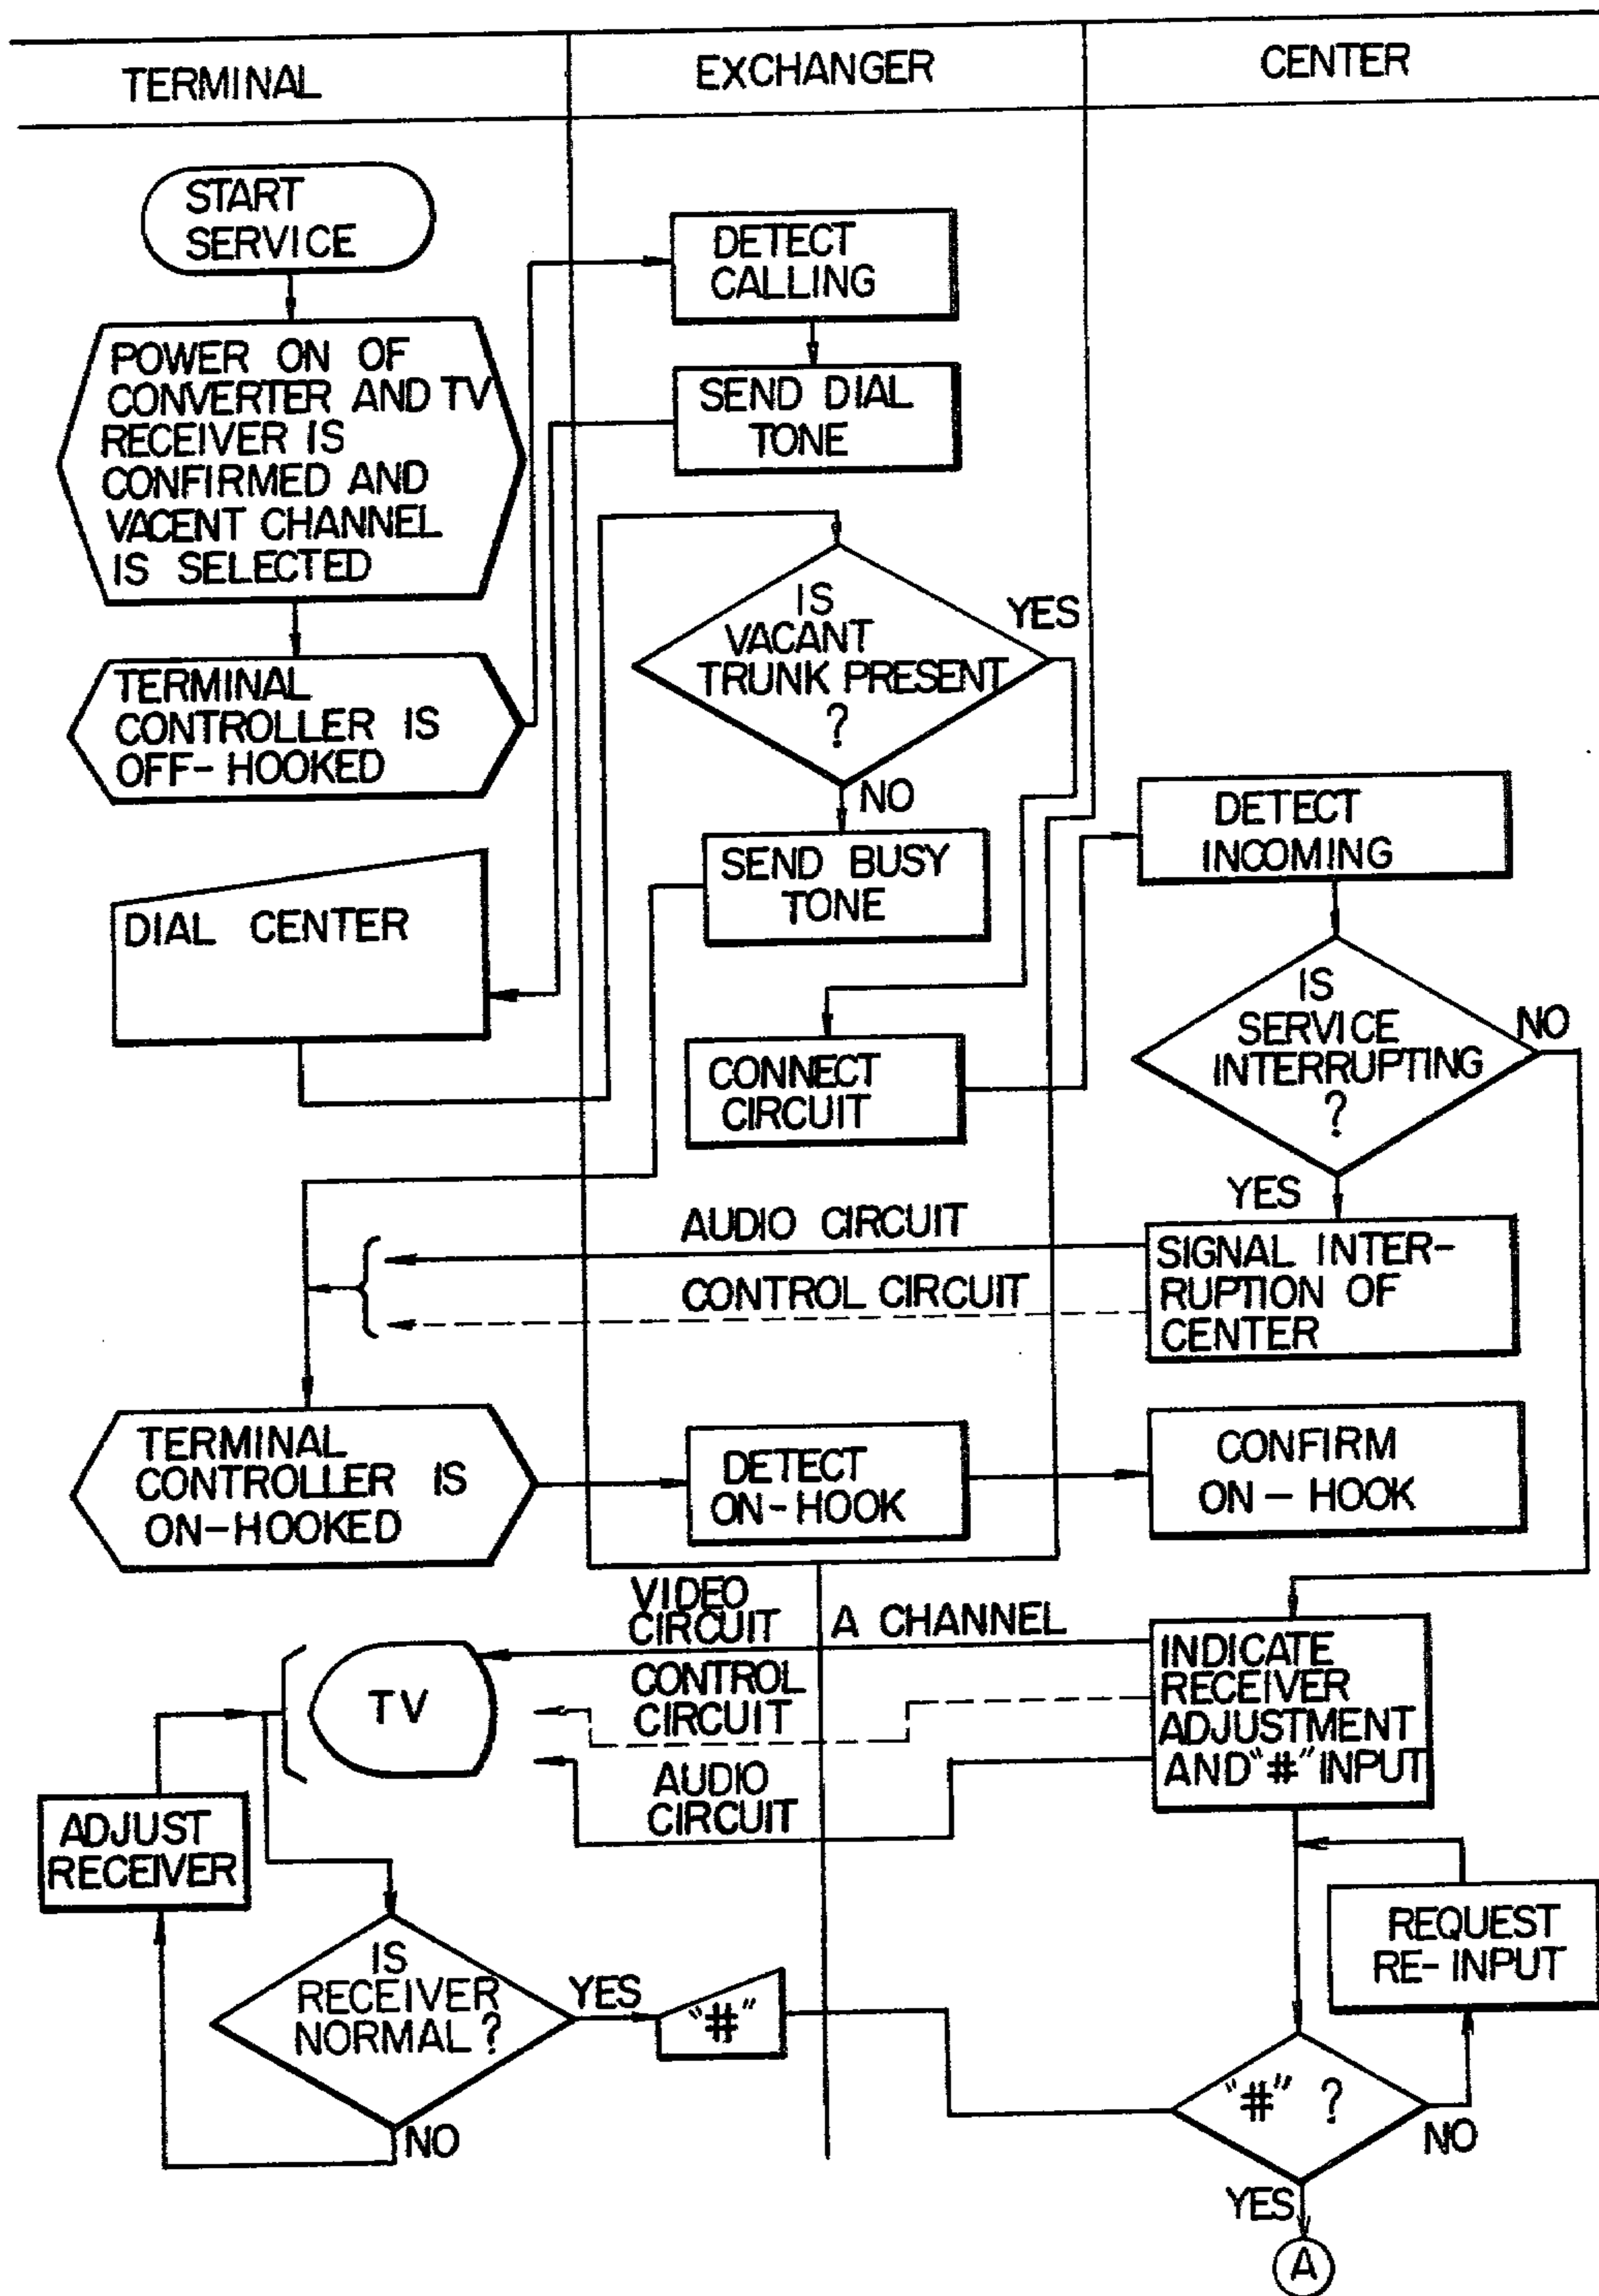 TERMINAL
EXCHANGER
CENTER
START
SERVICE
POWER ON OF
CONVERTER AND TV
RECEIVER IS
CONFIRMED AND
VACENT CHANNEL
IS SELECTED
TERMINAL
CONTROLLER IS
OFF-HOOKED
DETECT
CALLING
SEND DIAL
TONE
DIAL CENTER
IS
VACANT
TRUNK PRESENT
?
YES
NO
SEND BUSY
TONE
CONNECT
CIRCUIT
DETECT
INCOMING
IS
SERVICE
INTERRUPTING
?
NO
YES
SIGNAL INTER-
RUPTION OF
CENTER
AUDIO CIRCUIT
CONTROL CIRCUIT
TERMINAL
CONTROLLER IS
ON-HOOKED
DETECT
ON-HOOK
CONFIRM
ON-HOOK
VIDEO
CIRCUIT
A CHANNEL
CONTROL
CIRCUIT
AUDIO
CIRCUIT
INDICATE
RECEIVER
ADJUSTMENT
AND "#" INPUT
TV
ADJUST
RECEIVER
IS
RECEIVER
NORMAL?
YES
NO
"#"
REQUEST
RE-INPUT
"#" ?
NO
YES
A